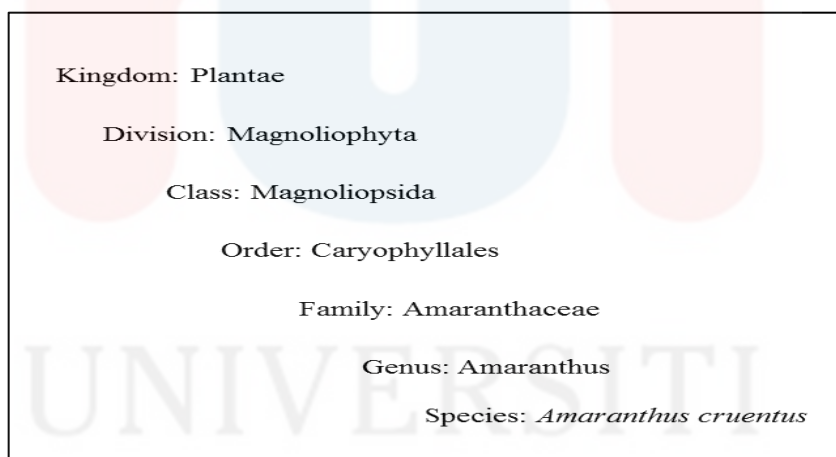 Kingdom: Plantae
Division: Magnoliophyta
Class: Magnoliopsida
Order: Caryophyllales
Family: Amaranthaceae
Genus: Amaranthus
UNIVERSITI
Species: Amaranthus cruentus